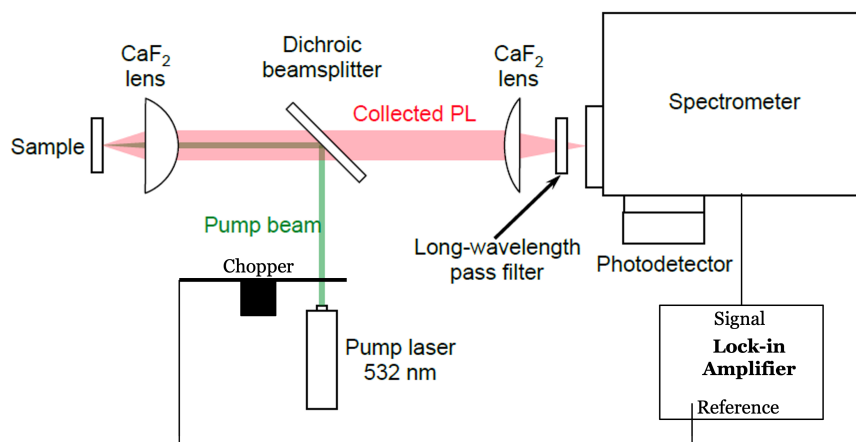 CaF2
lens
Dichroic
beamsplitter
CaF2
lens
Spectrometer
Collected PL
Sample
Pump beam
Long-wavelength
pass filter
Photodetector
Chopper
Pump laser
532 nm
Signal
Lock-in
Amplifier
Reference